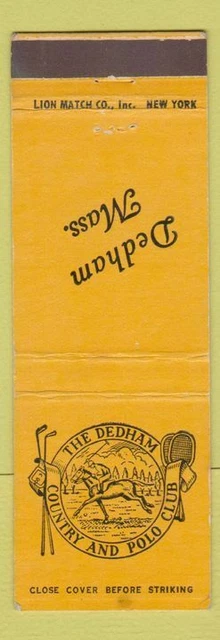 LION MATCH CO., Inc. NEW YORK
Dedham
Mass.
THE DEDHAM
COUNTRY AND POLO CLUB
CLOSE COVER BEFORE STRIKING